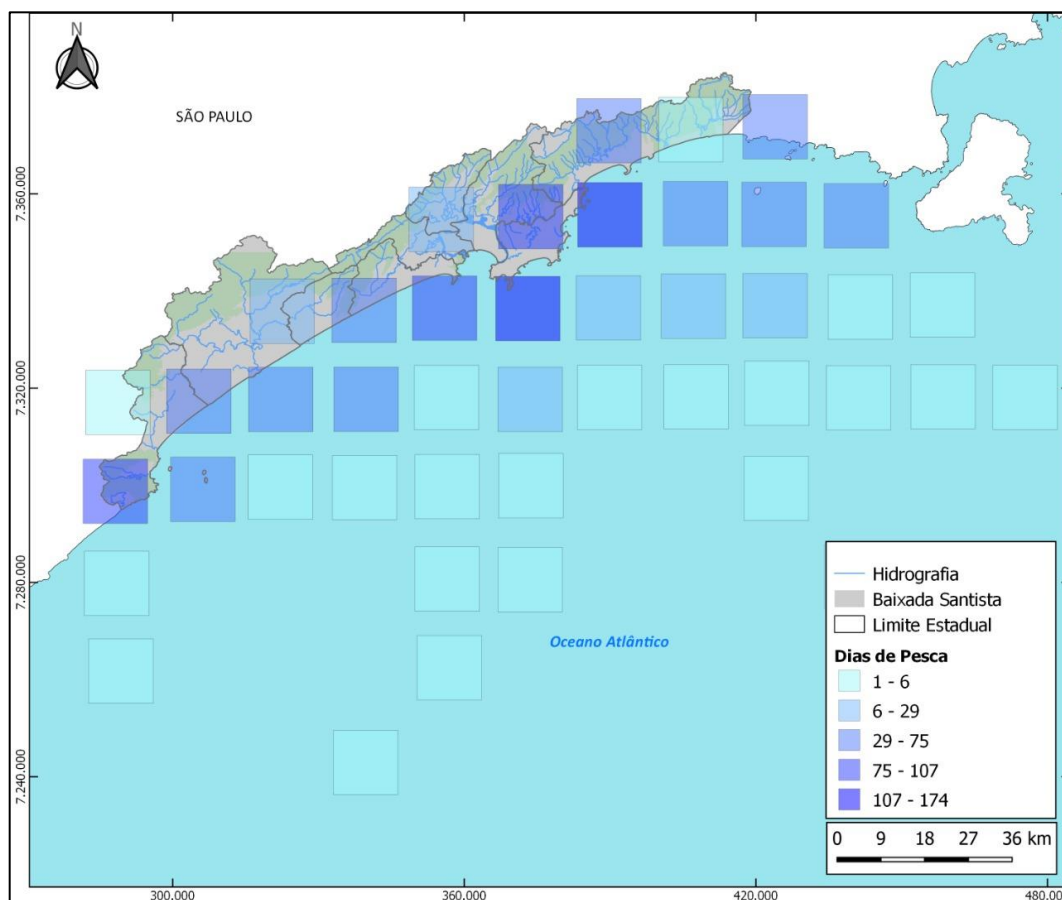 N
SÃO PAULO
7.360.000
7.320.000
7.280.000
7.240.000
Oceano Atlântico
Hidrografia
Baixada Santista
Limite Estadual
Dias de Pesca
1 - 6
6 - 29
29 - 75
75 - 107
107 - 174
0 9 18 27 36 km
300.000 360.000 420.000 480.00